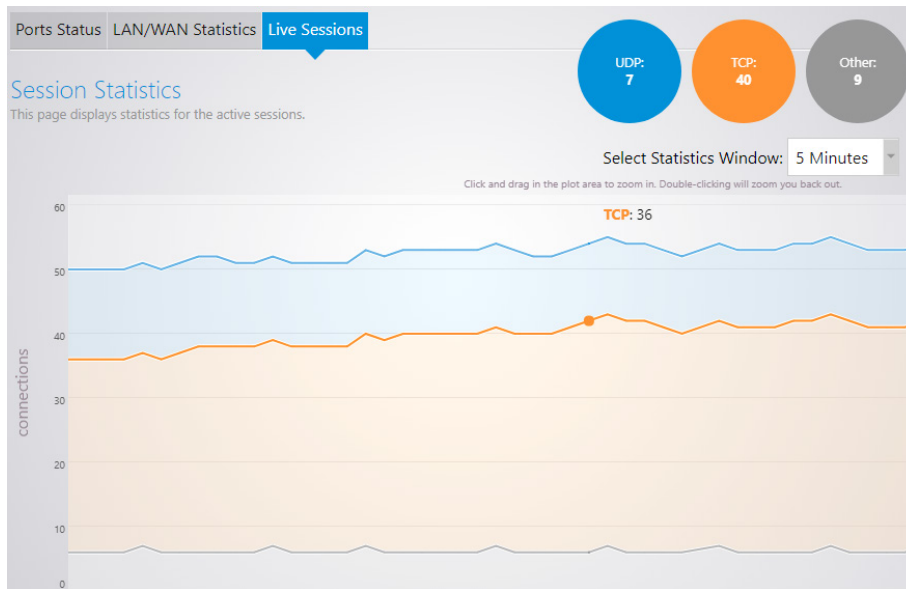 Ports Status LAN/WAN Statistics Live Sessions
UDP:
7
TCP:
40
Other:
9
Session Statistics
This page displays statistics for the active sessions.
Select Statistics Window: 5 Minutes
Click and drag in the plot area to zoom in. Double-clicking will zoom you back out.
TCP: 36
60
50
40
30
20
10
0
connections